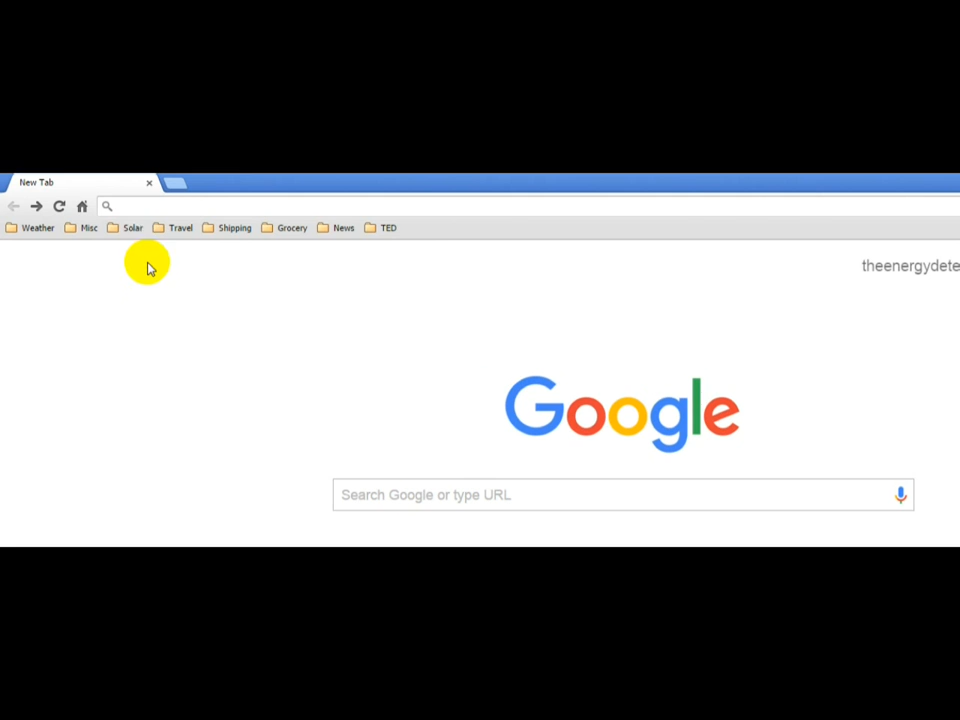 New Tab
Weather Misc Solar Travel Shipping Grocery News TED
theenergydete
Google
Search Google or type URL